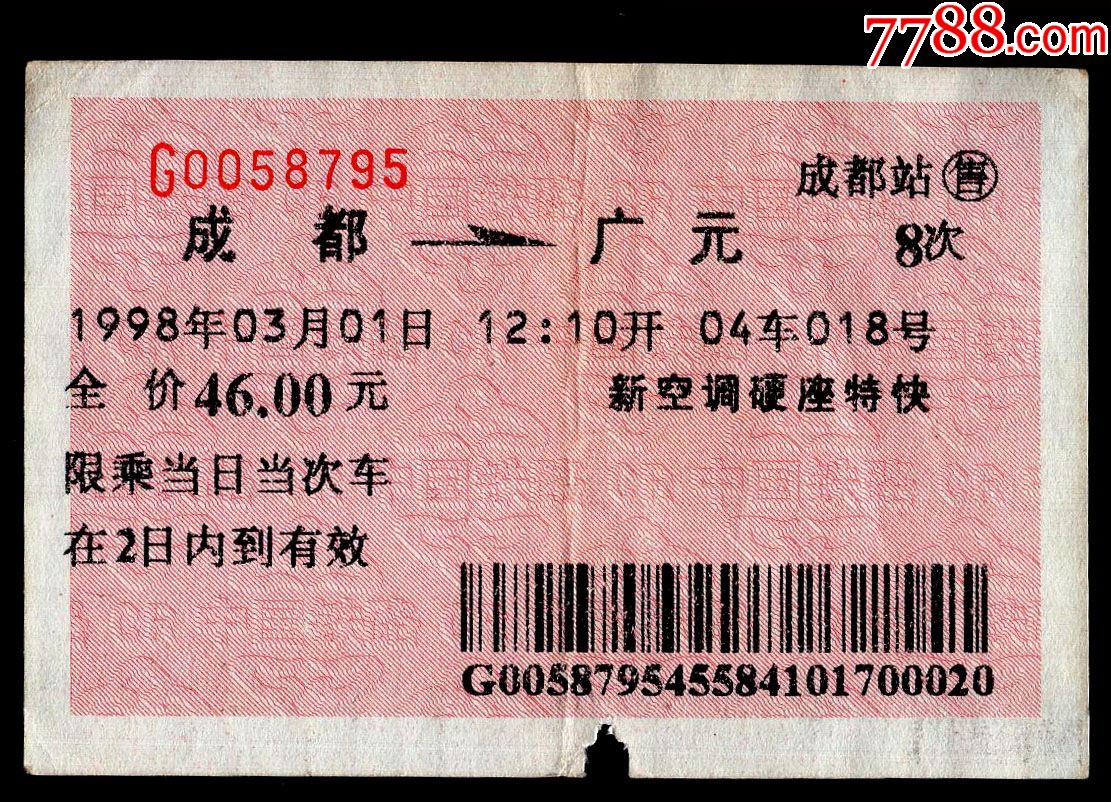 7788.com
G0058795
成都站 售
成都 → 广元 8次
1998年03月01日 12:10开 04车018号
全价46.00元 新空调硬座特快
限乘当日当次车
在2日内到有效
G0058795455841017000020